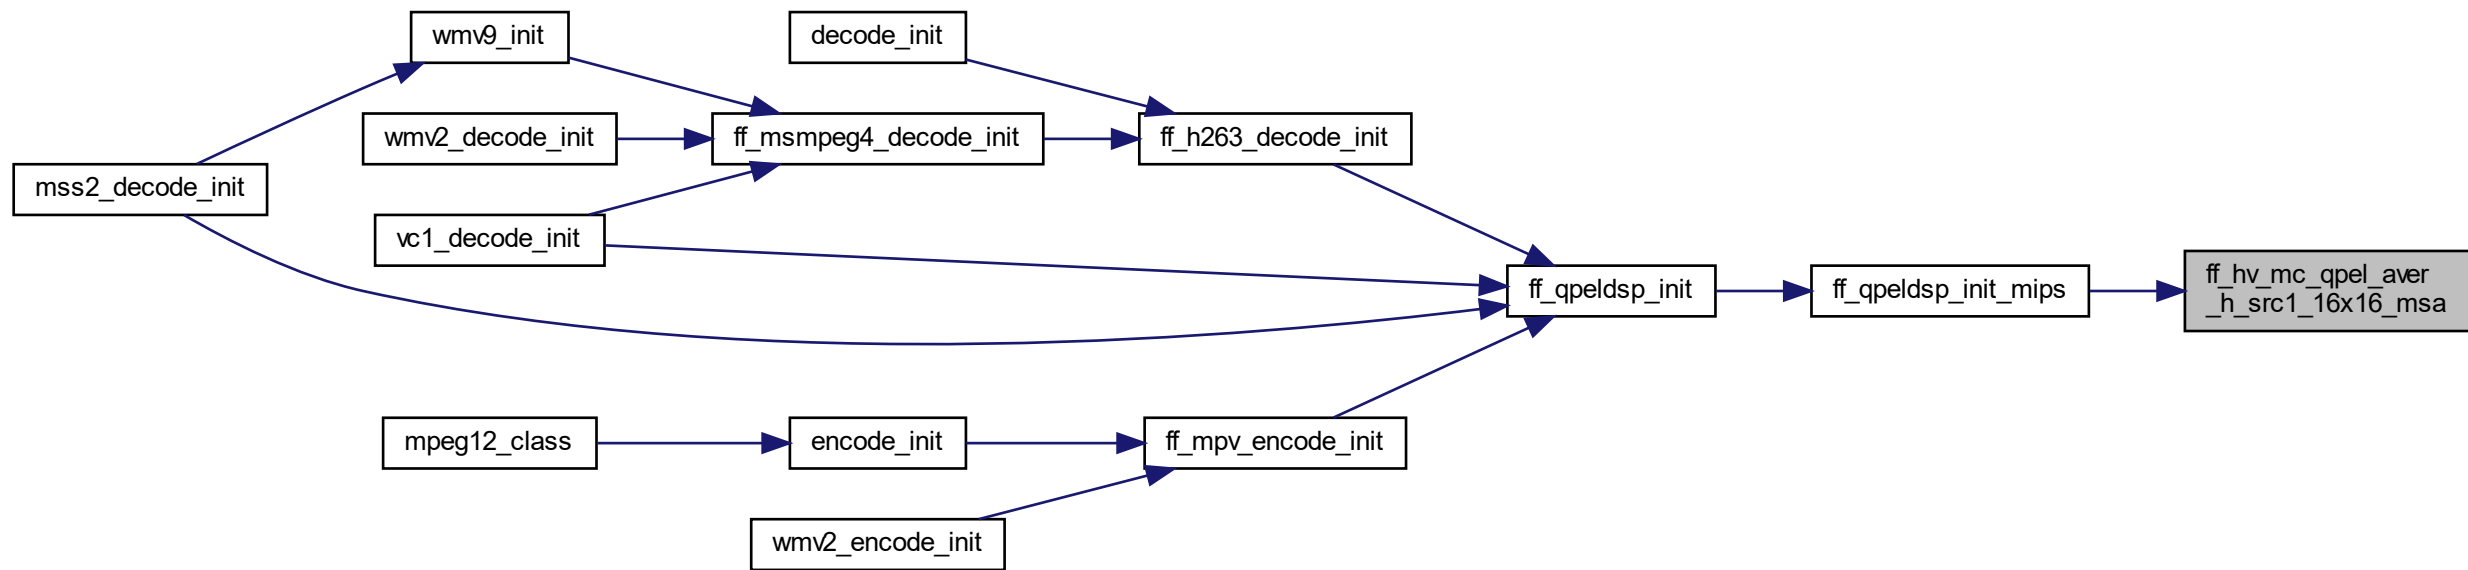 wmv9_init
decode_init
wmv2_decode_init
ff_msmpeg4_decode_init
ff_h263_decode_init
mss2_decode_init
vc1_decode_init
ff_qpeldsp_init
ff_qpeldsp_init_mips
ff_hv_mc_qpel_aver
_h_src1_16x16_msa
mpeg12_class
encode_init
ff_mpv_encode_init
wmv2_encode_init